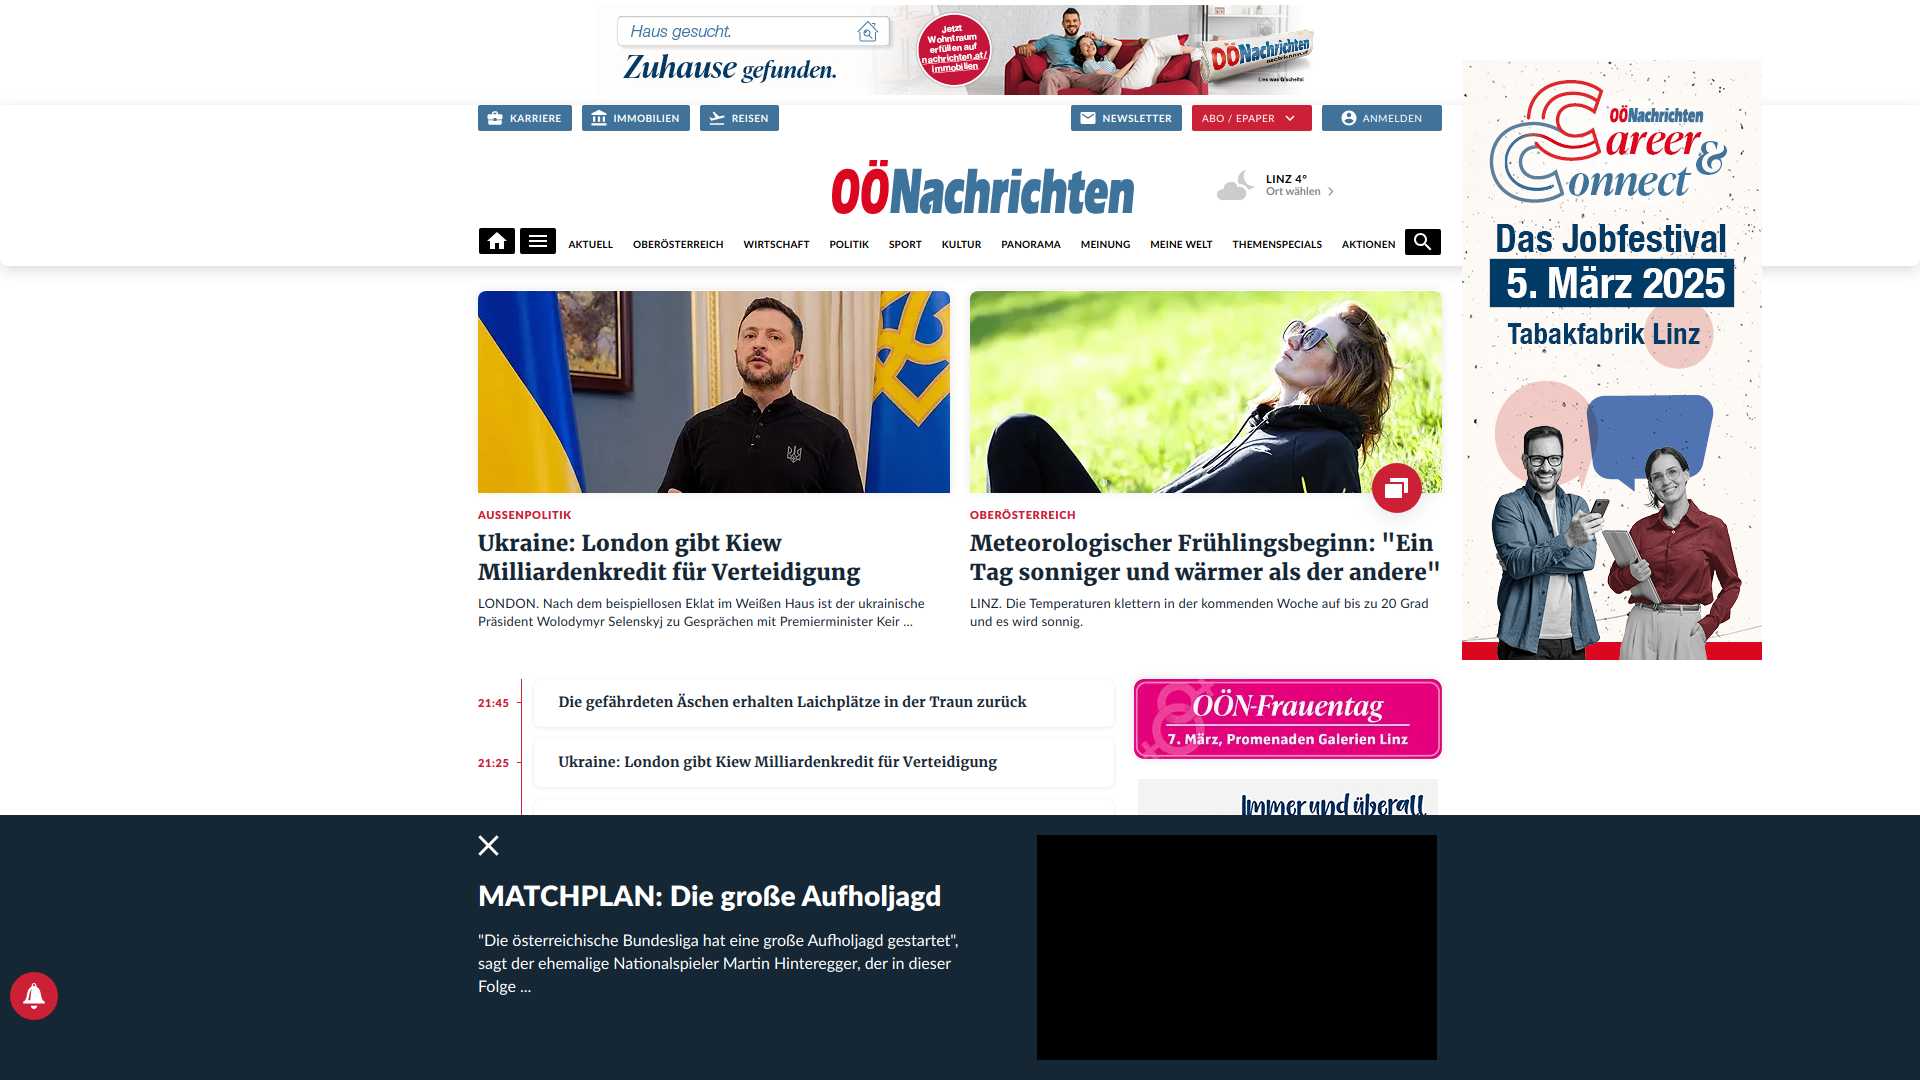 Haus gesucht.
Zuhause gefunden.
Jetzt
Wohntraum
erfüllen auf
nachrichten.at/
immobilien
OÖNachrichten
Lies was G'scheits!
KARRIERE
IMMOBILIEN
REISEN
NEWSLETTER
ABO / EPAPER
ANMELDEN
OÖNachrichten
LINZ 4°
Ort wählen
AKTUELL
OBERÖSTERREICH
WIRTSCHAFT
POLITIK
SPORT
KULTUR
PANORAMA
MEINUNG
MEINE WELT
THEMENSPECIALS
AKTIONEN
OÖNachrichten
Career &
Connect
Das Jobfestival
5. März 2025
Tabakfabrik Linz
AUSSENPOLITIK
Ukraine: London gibt Kiew
Milliardenkredit für Verteidigung
LONDON. Nach dem beispiellosen Eklat im Weißen Haus ist der ukrainische
Präsident Wolodymyr Selenskyj zu Gesprächen mit Premierminister Keir ...
OBERÖSTERREICH
Meteorologischer Frühlingsbeginn: "Ein
Tag sonniger und wärmer als der andere"
LINZ. Die Temperaturen klettern in der kommenden Woche auf bis zu 20 Grad
und es wird sonnig.
21:45
Die gefährdeten Äschen erhalten Laichplätze in der Traun zurück
21:25
Ukraine: London gibt Kiew Milliardenkredit für Verteidigung
OÖN-Frauentag
7. März, Promenaden Galerien Linz
Immer und überall
MATCHPLAN: Die große Aufholjagd
"Die österreichische Bundesliga hat eine große Aufholjagd gestartet",
sagt der ehemalige Nationalspieler Martin Hinteregger, der in dieser
Folge ...